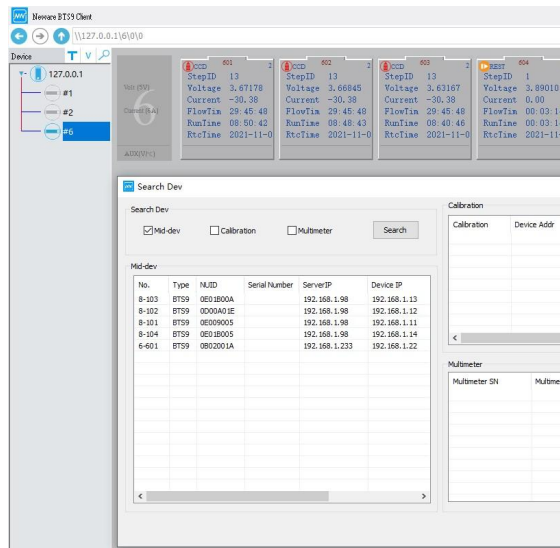 Neware BTS9 Client
\\127.0.0.1\6\0\0
Device T V
127.0.0.1
#1
#2
#6
Volt (5V)
6
AUX(V/T)
CCD 601 2
StepID 13
Voltage 3.67178
Current -30.38
FlowTim 29:45:48
RunTime 08:50:42
RtcTime 2021-11-0
CCD 602 2
StepID 13
Voltage 3.66845
Current -30.38
FlowTim 29:45:48
RunTime 08:48:43
RtcTime 2021-11-0
CCD 603 2
StepID 13
Voltage 3.63167
Current -30.38
FlowTim 29:45:48
RunTime 08:40:46
RtcTime 2021-11-0
REST 604
StepID 1
Voltage 3.89010
Current 0.00
FlowTim 00:03:1
RunTime 00:03:1
RtcTime 2021-11
Search Dev
Search Dev
Mid-dev Calibration Multimeter Search
Mid-dev
No. Type NUID Serial Number ServerIP Device IP
8-103 BTS9 0E01B00A 192.168.1.98 192.168.1.13
8-102 BTS9 0D00A01E 192.168.1.98 192.168.1.12
8-101 BTS9 0E009005 192.168.1.98 192.168.1.11
8-104 BTS9 0E01B005 192.168.1.98 192.168.1.14
6-601 BTS9 0B02001A 192.168.1.233 192.168.1.22
Calibration
Calibration Device Addr
Multimeter
Multimeter SN Multime